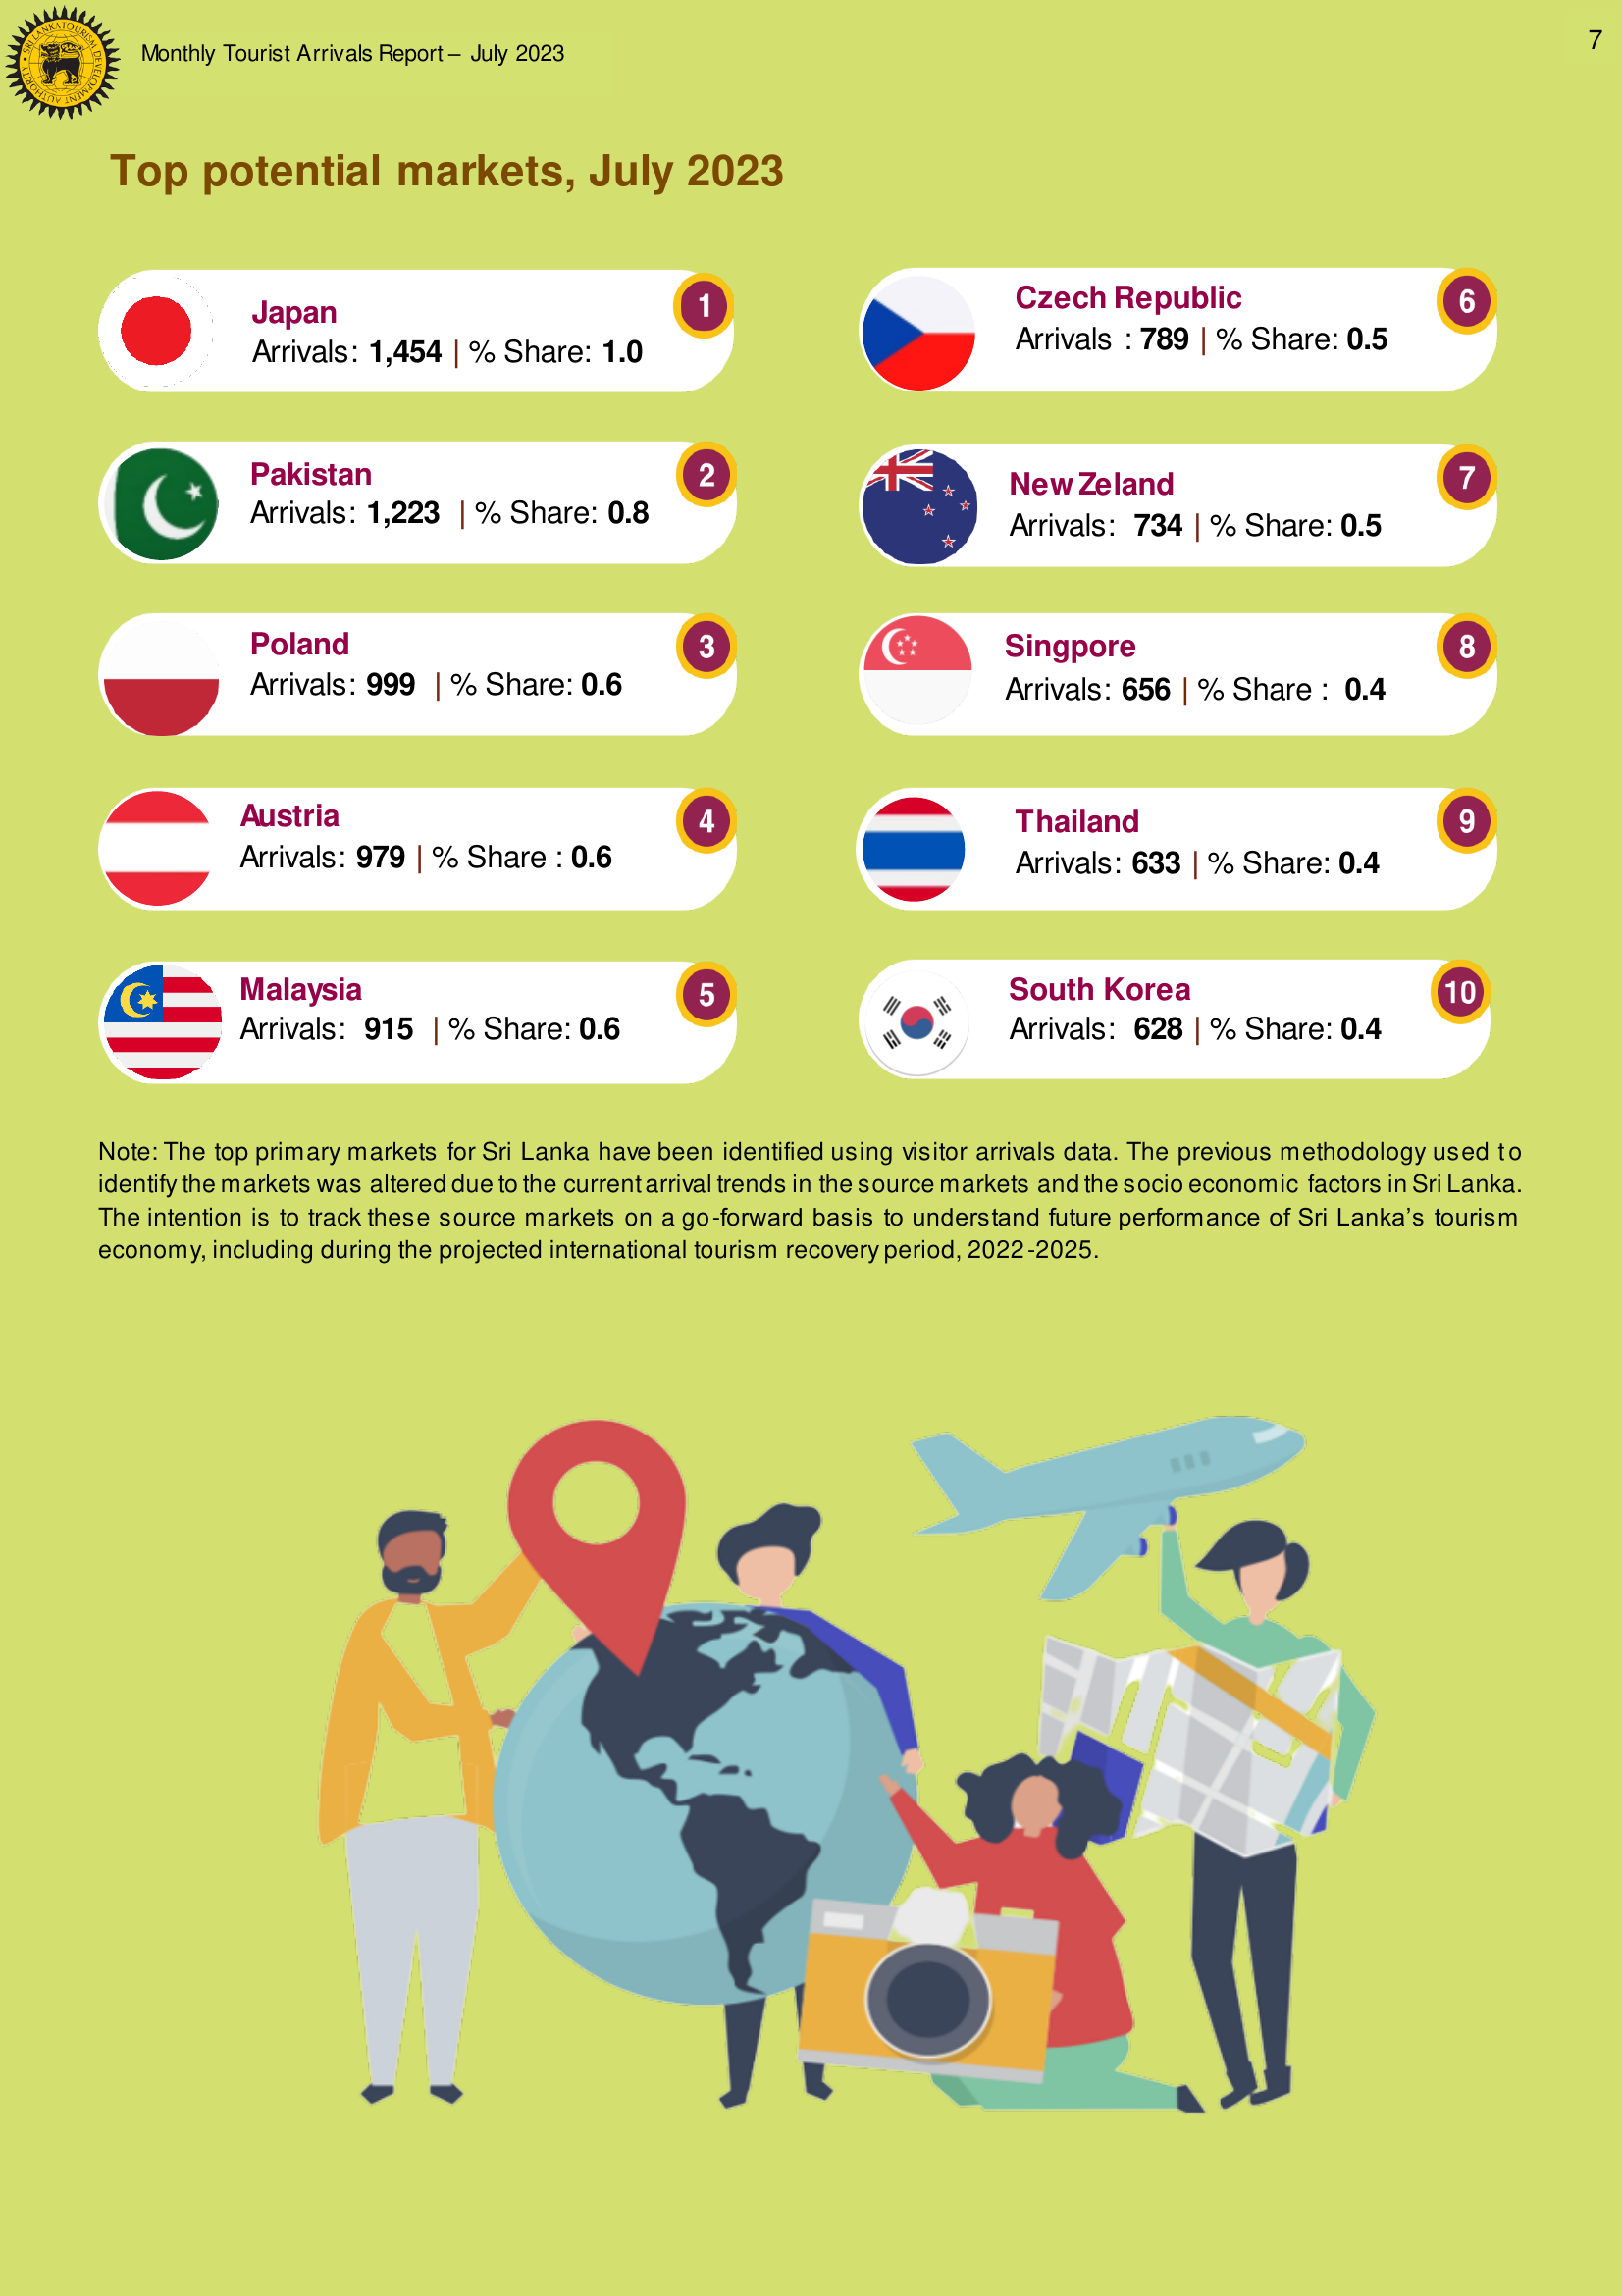 SRI LANKA TOURISM DEVELOPMENT AUTHORITY
Monthly Tourist Arrivals Report – July 2023
7
Top potential markets, July 2023
Japan
Arrivals: 1,454 | % Share: 1.0
1
Pakistan
Arrivals: 1,223 | % Share: 0.8
2
Poland
Arrivals: 999 | % Share: 0.6
3
Austria
Arrivals: 979 | % Share : 0.6
4
Malaysia
Arrivals: 915 | % Share: 0.6
5
Czech Republic
Arrivals : 789 | % Share: 0.5
6
New Zeland
Arrivals: 734 | % Share: 0.5
7
Singpore
Arrivals: 656 | % Share : 0.4
8
Thailand
Arrivals: 633 | % Share: 0.4
9
South Korea
Arrivals: 628 | % Share: 0.4
10
Note: The top primary markets for Sri Lanka have been identified using visitor arrivals data. The previous methodology used to
identify the markets was altered due to the current arrival trends in the source markets and the socio economic factors in Sri Lanka.
The intention is to track these source markets on a go-forward basis to understand future performance of Sri Lanka’s tourism
economy, including during the projected international tourism recovery period, 2022-2025.